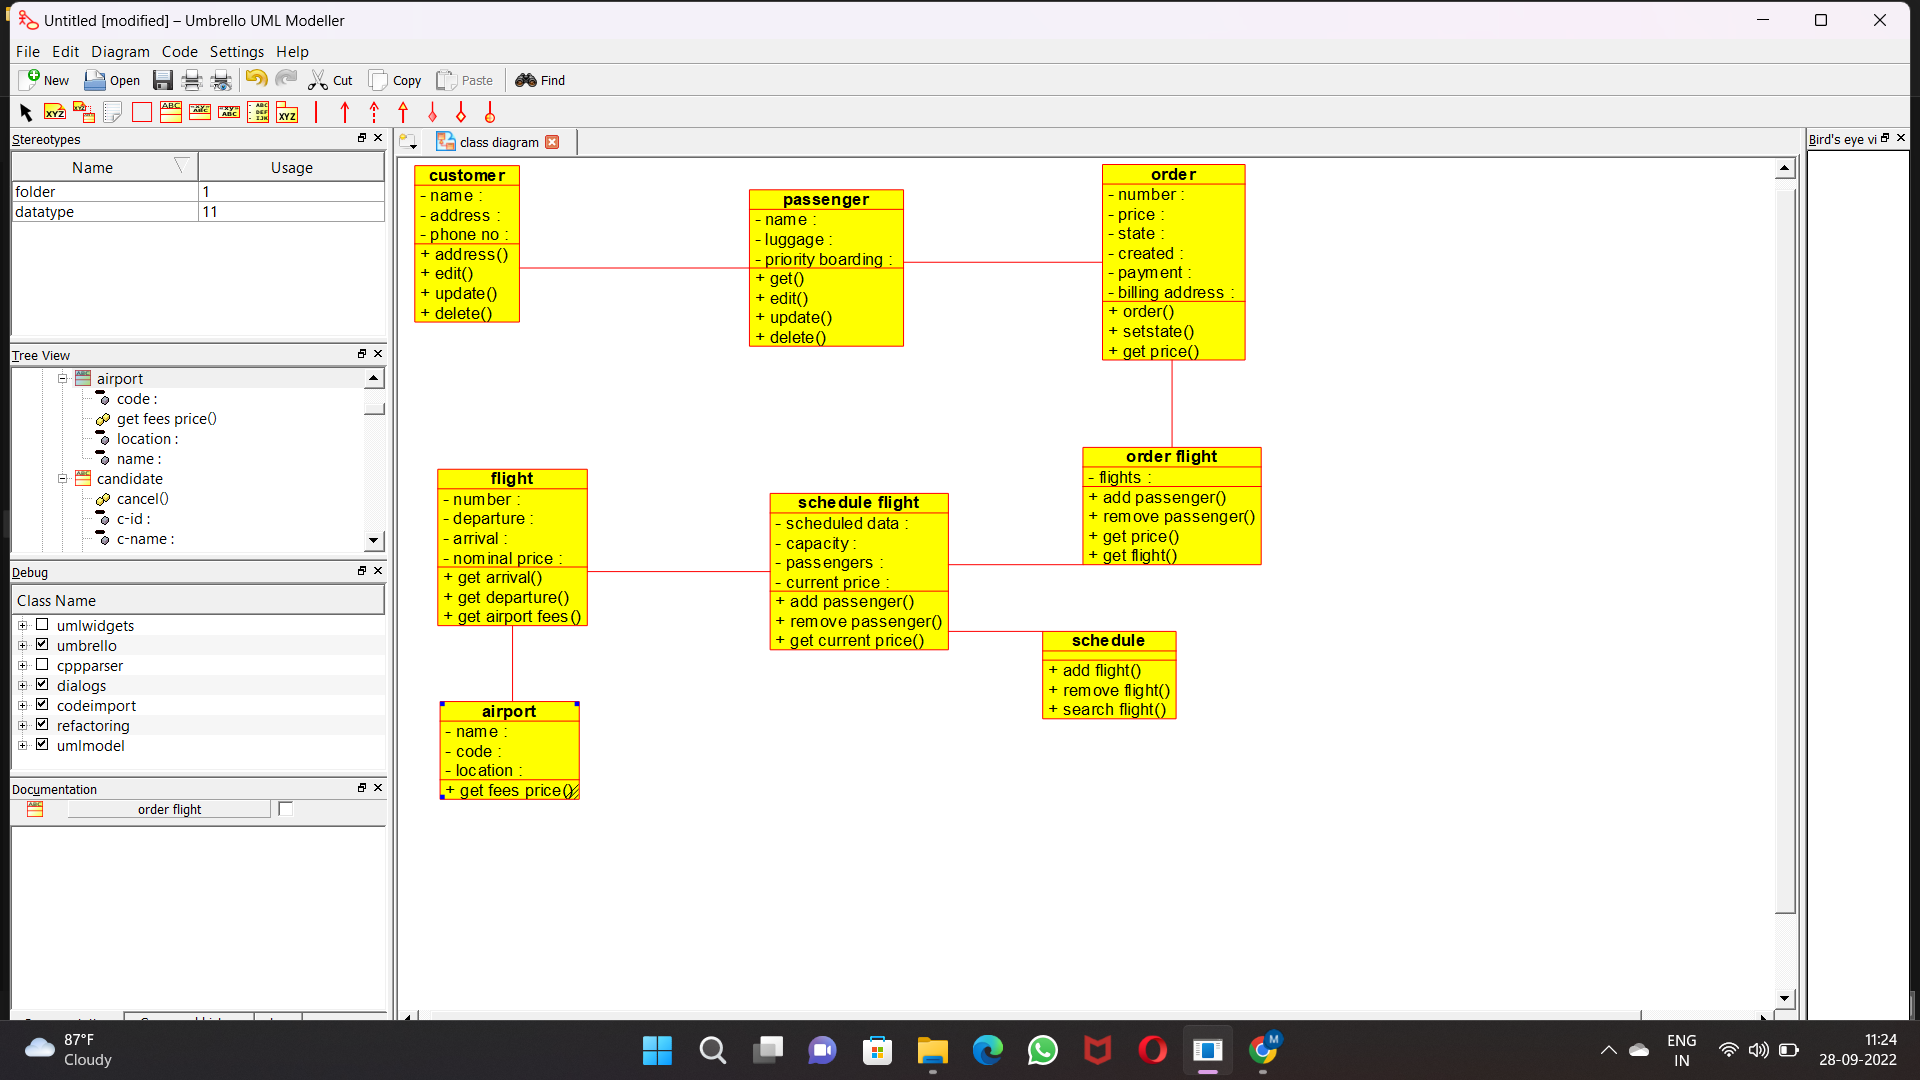 Untitled [modified] – Umbrello UML Modeller
File Edit Diagram Code Settings Help
New Open Cut Copy Paste Find
Stereotypes
Name Usage
folder 1
datatype 11
Tree View
airport
code :
get fees price()
location :
name :
candidate
cancel()
c-id :
c-name :
Debug
Class Name
umlwidgets
umbrello
cppparser
dialogs
codeimport
refactoring
umlmodel
Documentation
order flight
class diagram
Bird's eye vi
customer
- name :
- address :
- phone no :
+ address()
+ edit()
+ update()
+ delete()
passenger
- name :
- luggage :
- priority boarding :
+ get()
+ edit()
+ update()
+ delete()
order
- number :
- price :
- state :
- created :
- payment :
- billing address :
+ order()
+ setstate()
+ get price()
flight
- number :
- departure :
- arrival :
- nominal price :
+ get arrival()
+ get departure()
+ get airport fees()
schedule flight
- scheduled data :
- capacity :
- passengers :
- current price :
+ add passenger()
+ remove passenger()
+ get current price()
order flight
- flights :
+ add passenger()
+ remove passenger()
+ get price()
+ get flight()
schedule
+ add flight()
+ remove flight()
+ search flight()
airport
- name :
- code :
- location :
+ get fees price()
87°F
Cloudy
M
ENG
IN
11:24
28-09-2022